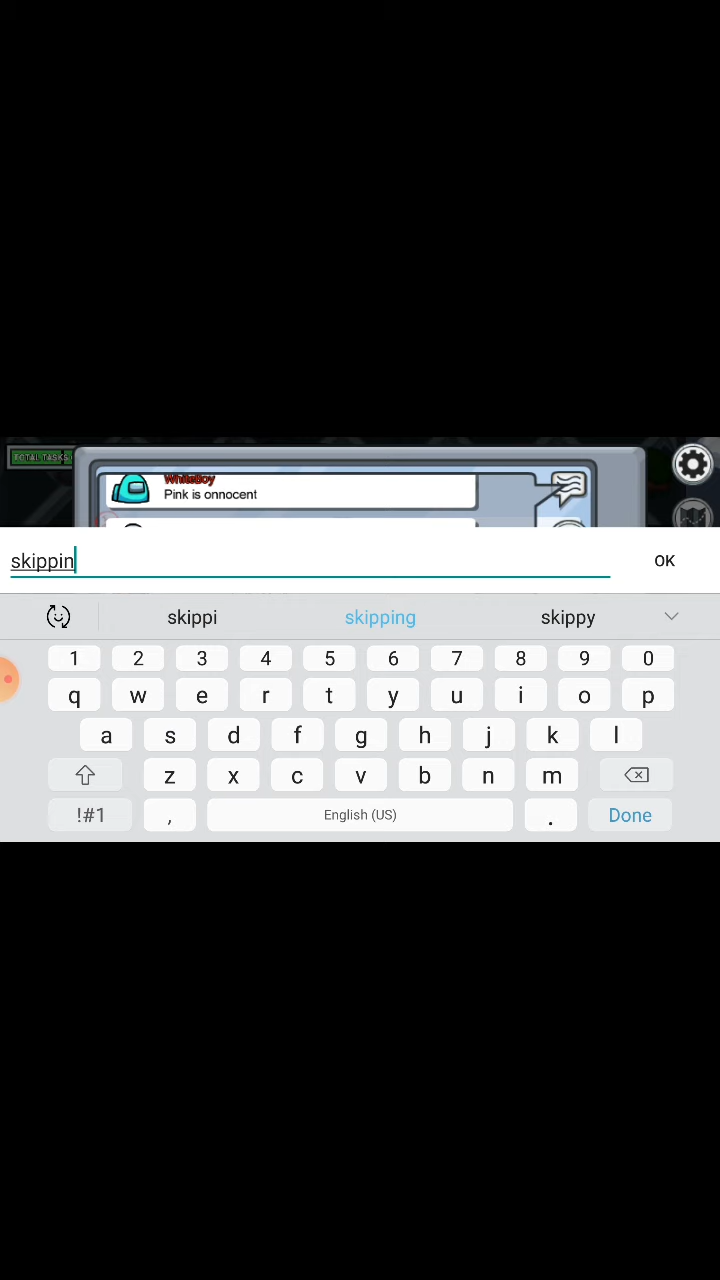 TOTAL TASKS
WhiteBoy
Pink is onnocent
skippin
OK
skippi skipping skippy
1 2 3 4 5 6 7 8 9 0
q w e r t y u i o p
a s d f g h j k l
z x c v b n m
!#1 , English (US) . Done